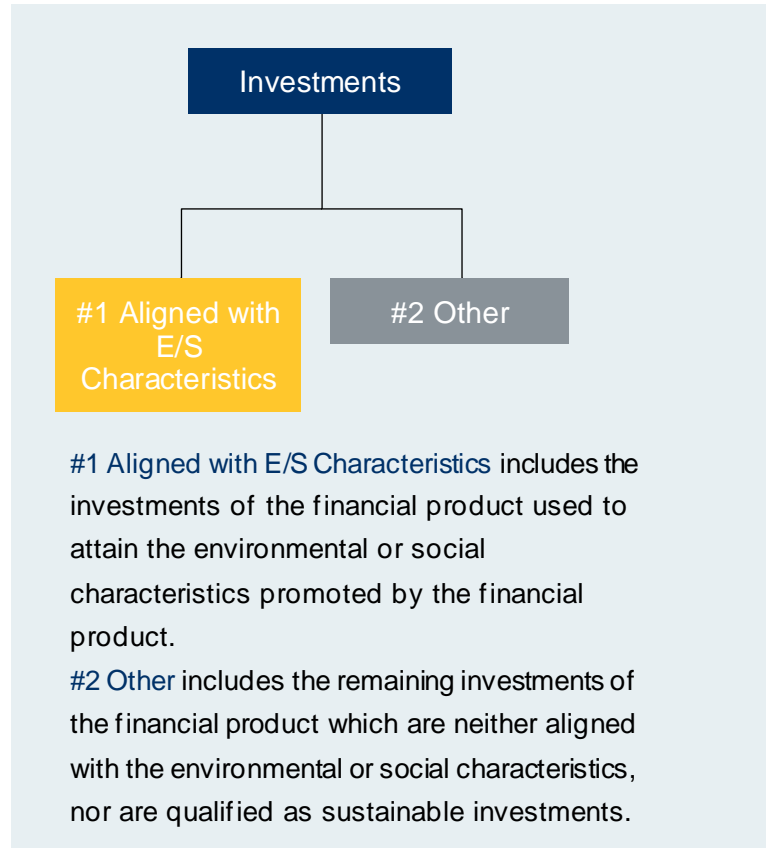 Investments
#1 Aligned with
E/S
Characteristics
#2 Other
#1 Aligned with E/S Characteristics includes the
investments of the financial product used to
attain the environmental or social
characteristics promoted by the financial
product.
#2 Other includes the remaining investments of
the financial product which are neither aligned
with the environmental or social characteristics,
nor are qualified as sustainable investments.